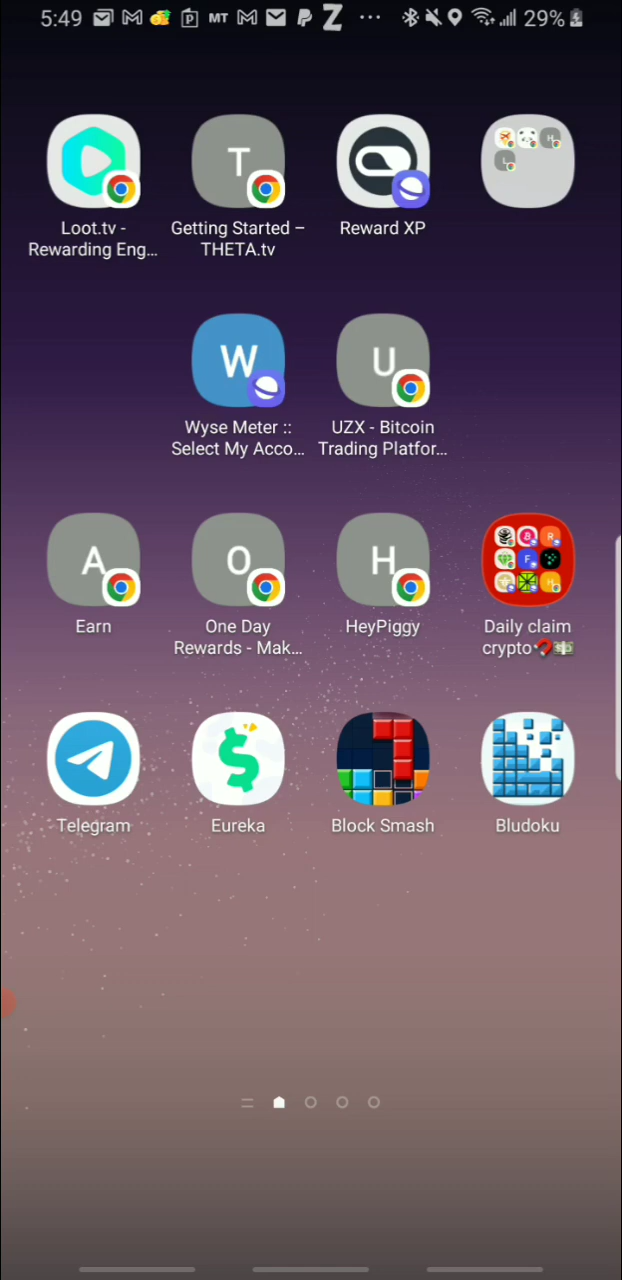 5:49 MT Z 29%
Loot.tv -
Rewarding Eng...
T
Getting Started –
THETA.tv
Reward XP
H
L
W
Wyse Meter ::
Select My Acco...
U
UZX - Bitcoin
Trading Platfor...
A
Earn
O
One Day
Rewards - Mak...
H
HeyPiggy
R
F
Daily claim
crypto
Telegram
Eureka
Block Smash
Bludoku